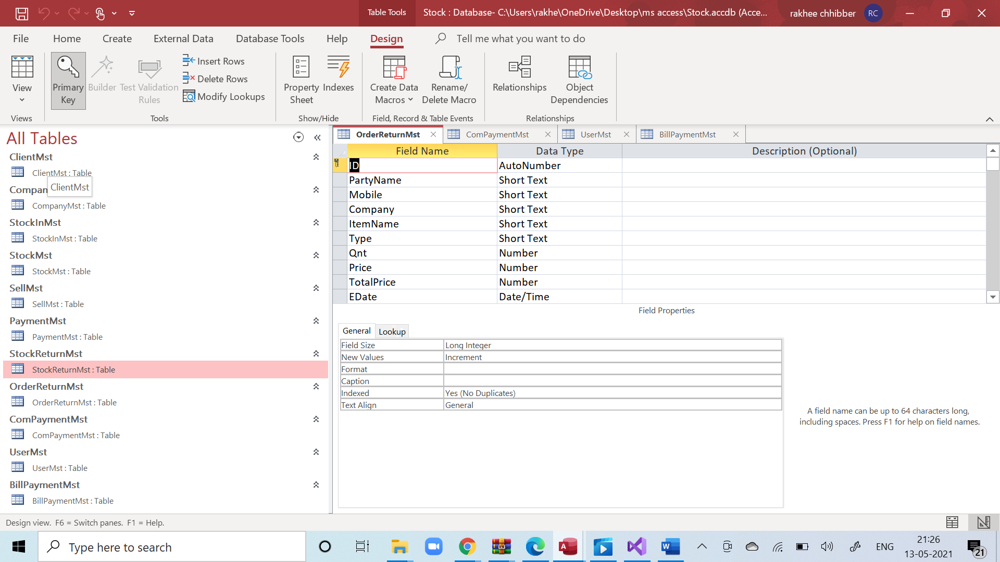 Table Tools
Stock : Database- C:\Users\rakhe\OneDrive\Desktop\ms access\Stock.accdb (Acce...
rakhee chhibber
RC
File
Home
Create
External Data
Database Tools
Help
Design
Tell me what you want to do
View
Primary Key
Builder
Test Validation Rules
Insert Rows
Delete Rows
Modify Lookups
Property Sheet
Indexes
Create Data Macros
Rename/ Delete Macro
Relationships
Object Dependencies
Views
Tools
Show/Hide
Field, Record & Table Events
Relationships
All Tables
ClientMst
ClientMst : Table
Compan
ClientMst
CompanyMst : Table
StockInMst
StockInMst : Table
StockMst
StockMst : Table
SellMst
SellMst : Table
PaymentMst
PaymentMst : Table
StockReturnMst
StockReturnMst : Table
OrderReturnMst
OrderReturnMst : Table
ComPaymentMst
ComPaymentMst : Table
UserMst
UserMst : Table
BillPaymentMst
BillPaymentMst : Table
OrderReturnMst
ComPaymentMst
UserMst
BillPaymentMst
Field Name Data Type Description (Optional)
ID AutoNumber
PartyName Short Text
Mobile Short Text
Company Short Text
ItemName Short Text
Type Short Text
Qnt Number
Price Number
TotalPrice Number
EDate Date/Time
Field Properties
General Lookup
Field Size Long Integer
New Values Increment
Format
Caption
Indexed Yes (No Duplicates)
Text Align General
A field name can be up to 64 characters long,
including spaces. Press F1 for help on field names.
Design view. F6 = Switch panes. F1 = Help.
Type here to search
ENG
21:26
13-05-2021
21